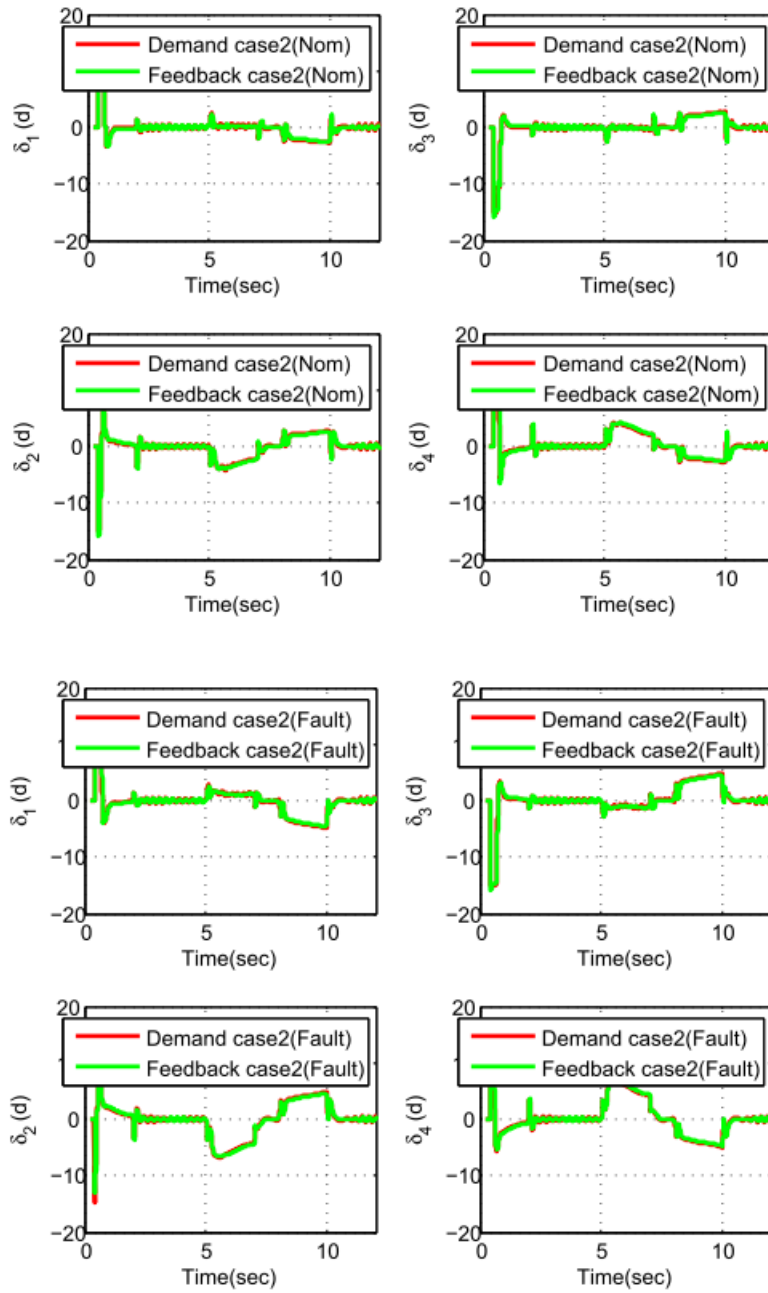 20
Demand case2(Nom)
Feedback case2(Nom)
0
−10
−20
δ1 (d)
0 5 10
Time(sec)
20
Demand case2(Nom)
Feedback case2(Nom)
0
−10
−20
δ3 (d)
0 5 10
Time(sec)
20
Demand case2(Nom)
Feedback case2(Nom)
0
−10
−20
δ2 (d)
0 5 10
Time(sec)
20
Demand case2(Nom)
Feedback case2(Nom)
0
−10
−20
δ4 (d)
0 5 10
Time(sec)
20
Demand case2(Fault)
Feedback case2(Fault)
0
−10
−20
δ1 (d)
0 5 10
Time(sec)
20
Demand case2(Fault)
Feedback case2(Fault)
0
−10
−20
δ3 (d)
0 5 10
Time(sec)
20
Demand case2(Fault)
Feedback case2(Fault)
0
−10
−20
δ2 (d)
0 5 10
Time(sec)
20
Demand case2(Fault)
Feedback case2(Fault)
0
−10
−20
δ4 (d)
0 5 10
Time(sec)